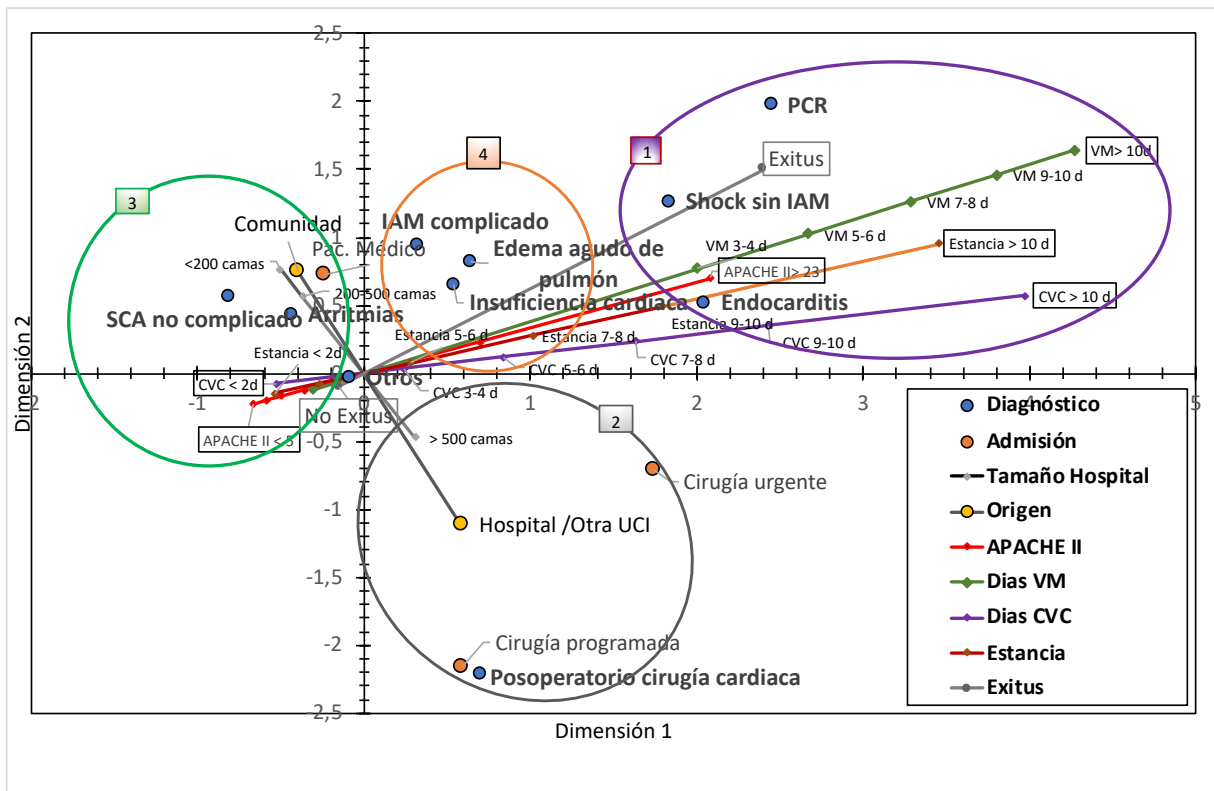 2,5
2
1,5
1
0,5
0
-0,5
-1
-1,5
-2
2,5
2
-1
1
2
3
4
5
Dimensión 2
Dimensión 1
1
2
3
4
PCR
Exitus
VM> 10d
VM 9-10 d
VM 7-8 d
VM 5-6 d
VM 3-4 d
Shock sin IAM
Estancia > 10 d
APACHE II> 23
CVC > 10 d
Endocarditis
Estancia 9-10 d
CVC 9-10 d
Estancia 7-8 d
CVC 7-8 d
Estancia 5-6 d
CVC 5-6 d
CVC 3-4 d
IAM complicado
Edema agudo de
pulmón
Insuficiencia cardiaca
Comunidad
Pac. Médico
<200 camas
200-500 camas
SCA no complicado
Arritmias
Estancia < 2d
CVC < 2d
Otros
No Exitus
APACHE II < 5
> 500 camas
Cirugía urgente
Hospital /Otra UCI
Cirugía programada
Posoperatorio cirugía cardiaca
Diagnóstico
Admisión
Tamaño Hospital
Origen
APACHE II
Dias VM
Dias CVC
Estancia
Exitus